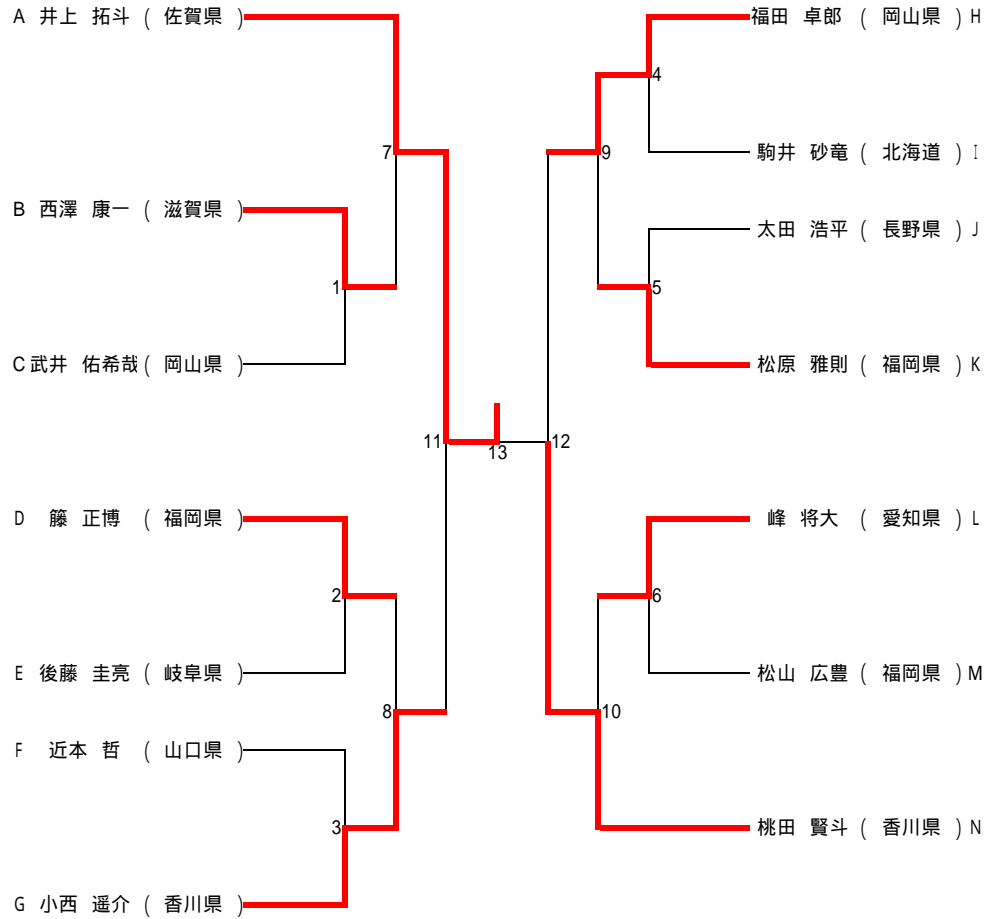 A 井上 拓斗 ( 佐賀県 )
B 西澤 康一 ( 滋賀県 )
C 武井 佑希哉 ( 岡山県 )
D 籐 正博 ( 福岡県 )
E 後藤 圭亮 ( 岐阜県 )
F 近本 哲 ( 山口県 )
G 小西 遥介 ( 香川県 )
7
1
11
2
8
3
13
福田 卓郎 ( 岡山県 ) H
駒井 砂竜 ( 北海道 ) I
太田 浩平 ( 長野県 ) J
松原 雅則 ( 福岡県 ) K
峰 将大 ( 愛知県 ) L
松山 広豊 ( 福岡県 ) M
桃田 賢斗 ( 香川県 ) N
4
9
5
12
6
10